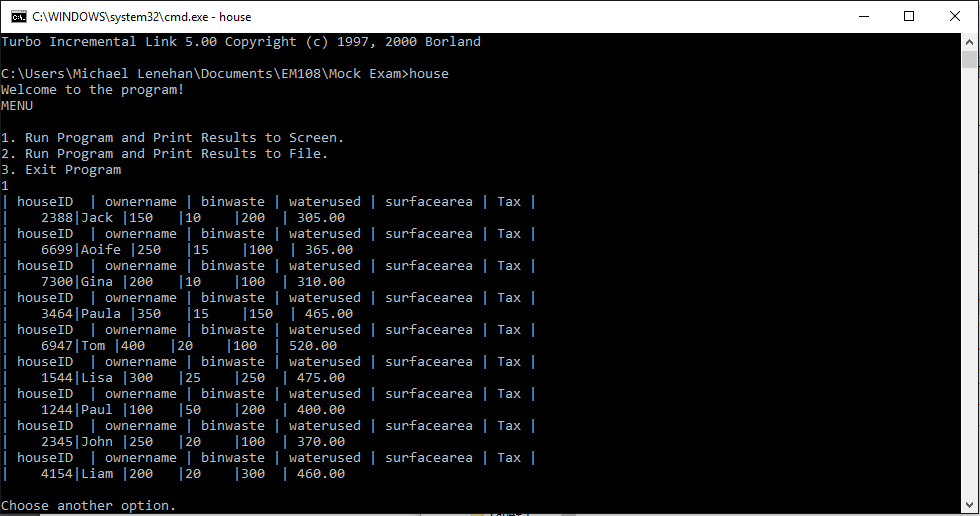 C:\WINDOWS\system32\cmd.exe - house
Turbo Incremental Link 5.00 Copyright (c) 1997, 2000 Borland
C:\Users\Michael Lenehan\Documents\EM108\Mock Exam>house
Welcome to the program!
MENU
1. Run Program and Print Results to Screen.
2. Run Program and Print Results to File.
3. Exit Program
1
| houseID  | ownername | binwaste | waterused | surfacearea | Tax |
|    2388|Jack |150   |10    |200  | 305.00
| houseID  | ownername | binwaste | waterused | surfacearea | Tax |
|    6699|Aoife |250   |15    |100  | 365.00
| houseID  | ownername | binwaste | waterused | surfacearea | Tax |
|    7300|Gina |200   |10    |100  | 310.00
| houseID  | ownername | binwaste | waterused | surfacearea | Tax |
|    3464|Paula |350   |15    |150  | 465.00
| houseID  | ownername | binwaste | waterused | surfacearea | Tax |
|    6947|Tom |400   |20    |100  | 520.00
| houseID  | ownername | binwaste | waterused | surfacearea | Tax |
|    1544|Lisa |300   |25    |250  | 475.00
| houseID  | ownername | binwaste | waterused | surfacearea | Tax |
|    1244|Paul |100   |50    |200  | 400.00
| houseID  | ownername | binwaste | waterused | surfacearea | Tax |
|    2345|John |250   |20    |100  | 370.00
| houseID  | ownername | binwaste | waterused | surfacearea | Tax |
|    4154|Liam |200   |20    |300  | 460.00
Choose another option.